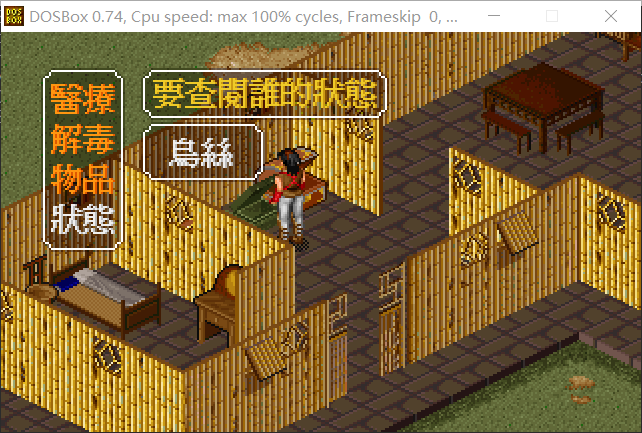 DOSBox 0.74, Cpu speed: max 100% cycles, Frameskip  0, ...
醫療
解毒
物品
狀態
要查閱誰的狀態
烏絲